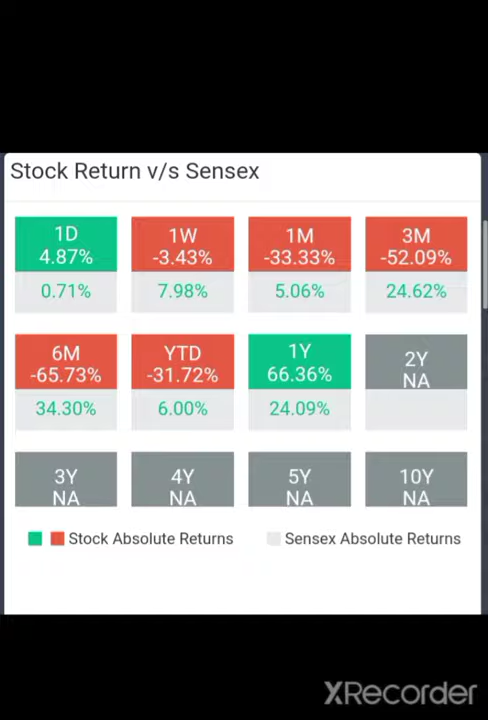 Stock Return v/s Sensex
1D 1W 1M 3M
4.87% -3.43% -33.33% -52.09%
0.71% 7.98% 5.06% 24.62%
6M YTD 1Y 2Y
-65.73% -31.72% 66.36% NA
34.30% 6.00% 24.09%
3Y 4Y 5Y 10Y
NA NA NA NA
Stock Absolute Returns Sensex Absolute Returns
XRecorder